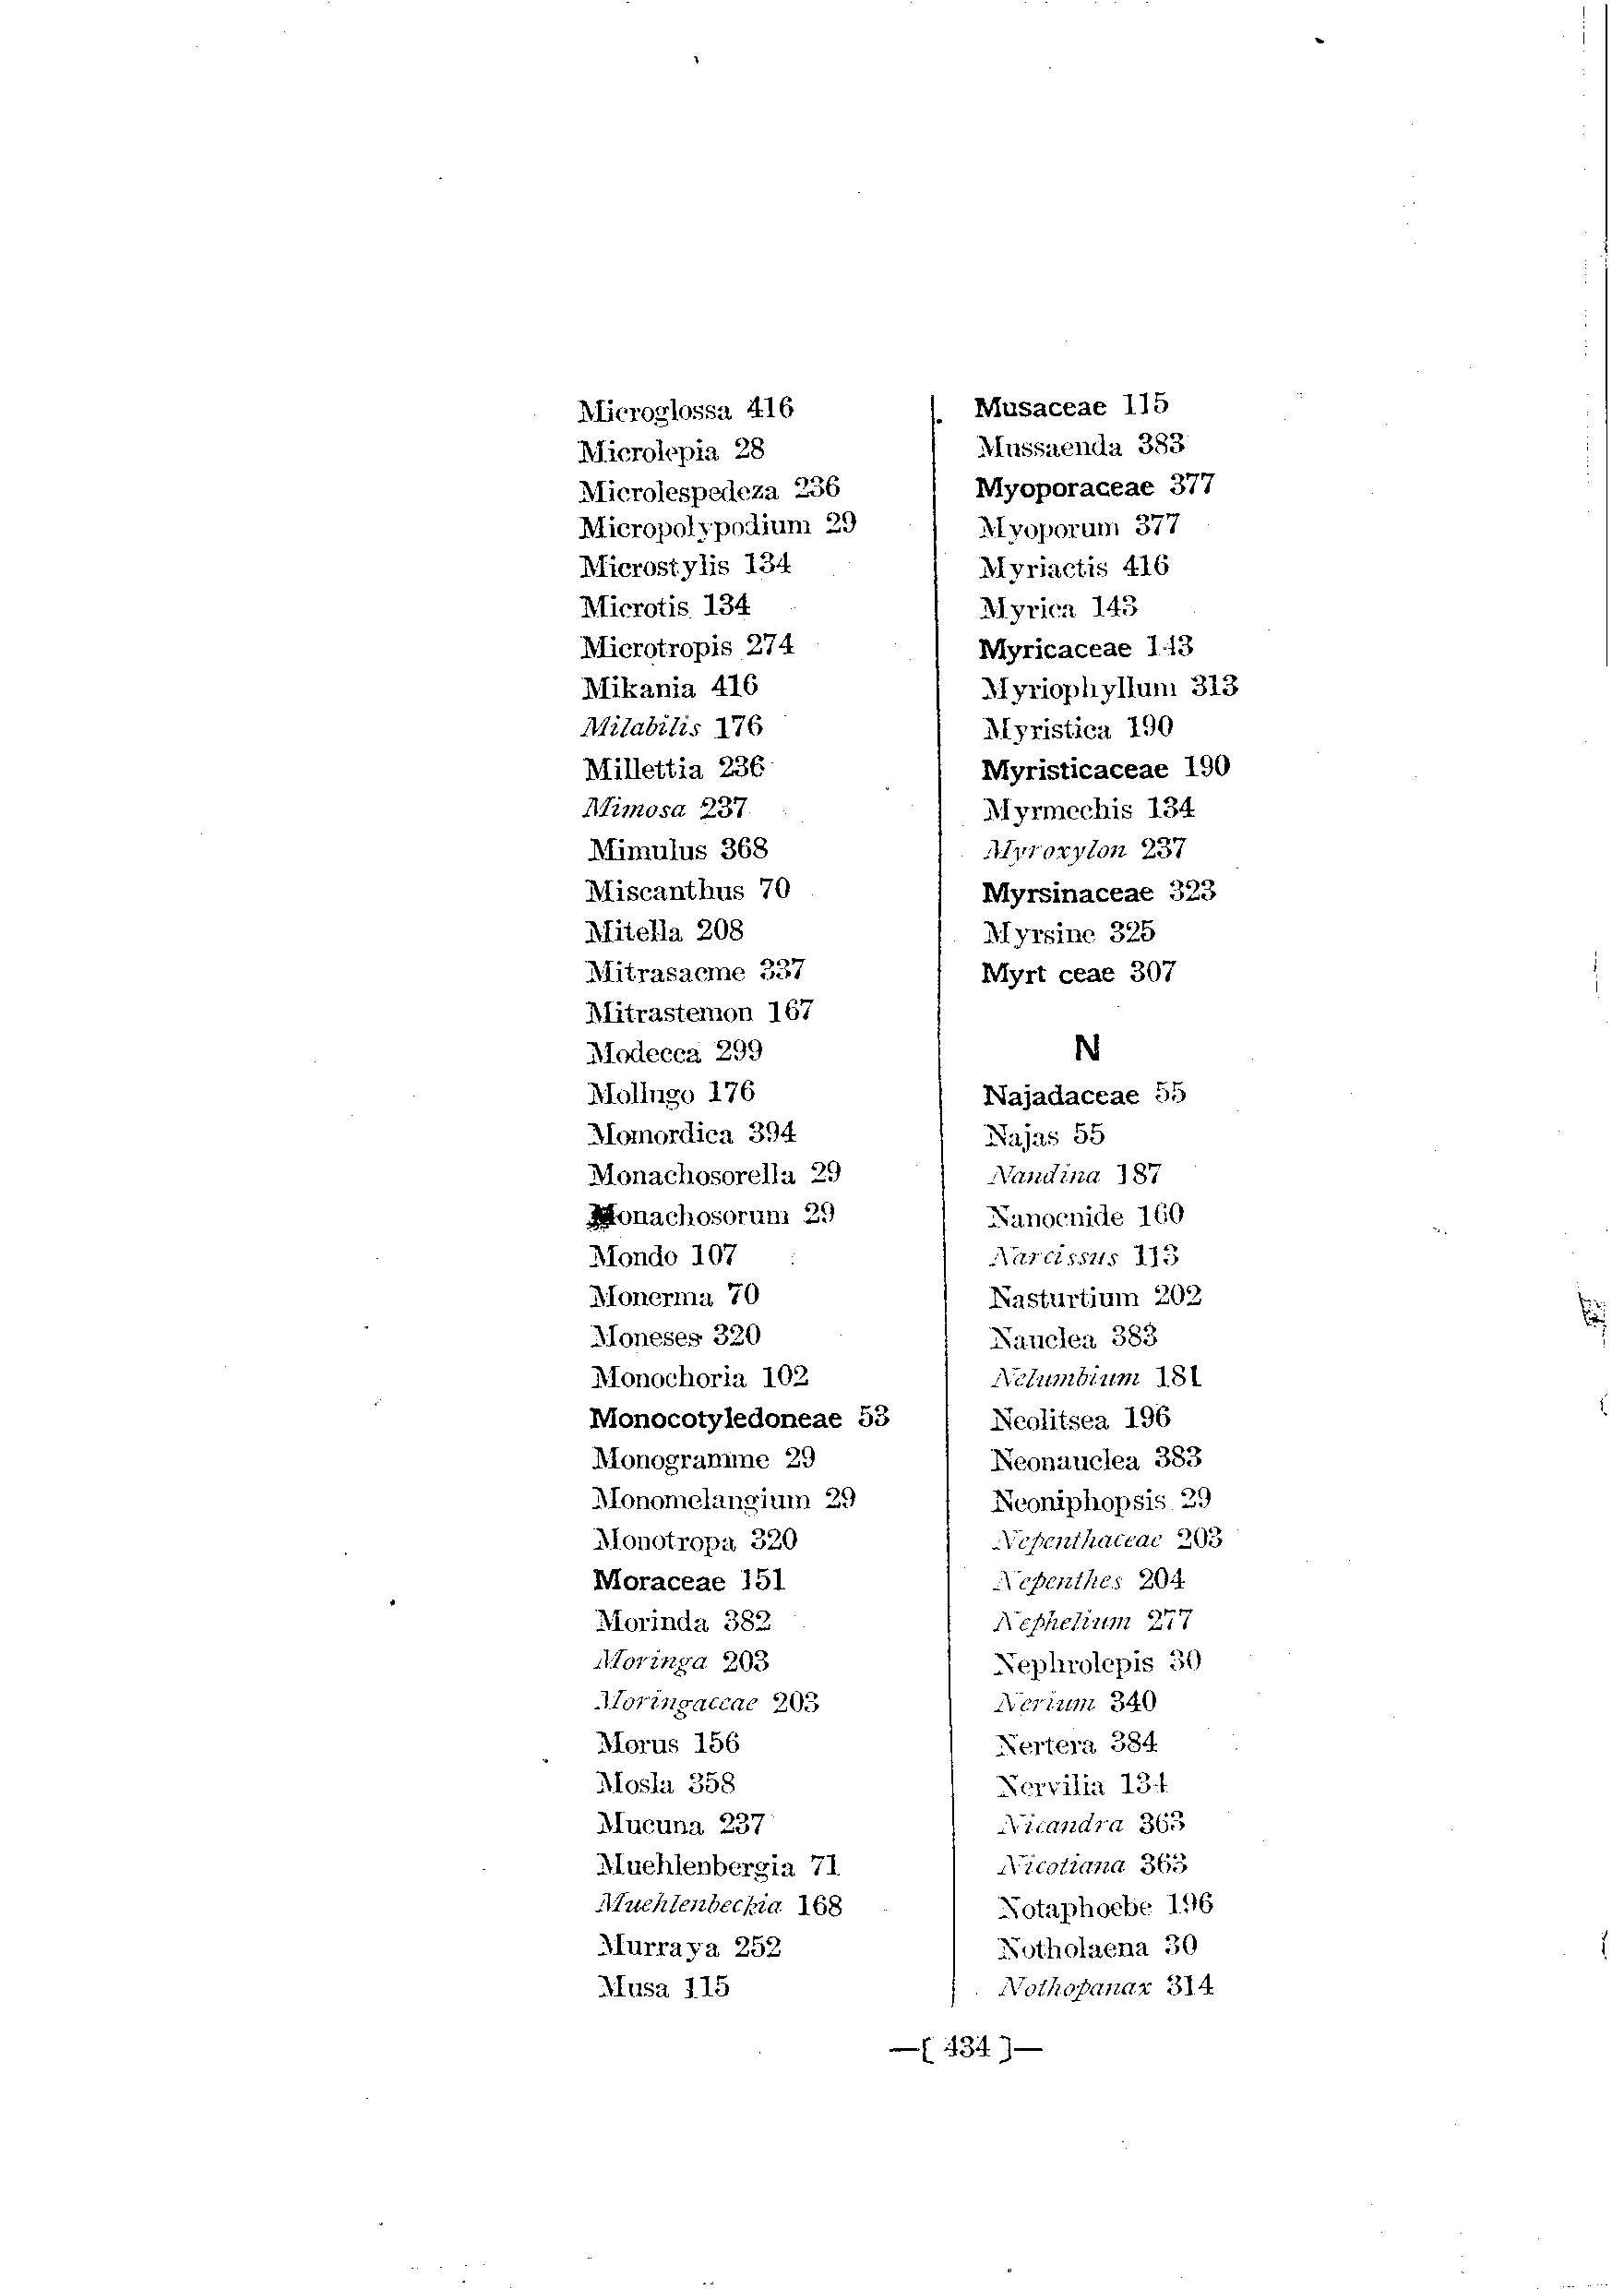 Microglossa 416
Microlepia 28
Microlespedeza 236
Micropolypodium 29
Microstylis 134
Microtis 134
Microtropis 274
Mikania 416
Milabilis 176
Millettia 236
Mimosa 237
Mimulus 368
Miscanthus 70
Mitella 208
Mitrasacme 337
Mitrastemon 167
Modecca 299
Mollugo 176
Momordica 394
Monachosorella 29
Monachosorum 29
Mondo 107
Monerma 70
Moneses 320
Monochoria 102
Monocotyledoneae 53
Monogramme 29
Monomelangium 29
Monotropa 320
Moraceae 151
Morinda 382
Moringa 203
Moringaceae 203
Morus 156
Mosla 358
Mucuna 237
Muehlenbergia 71
Muehlenbeckia 168
Murraya 252
Musa 115
Musaceae 115
Mussaenda 383
Myoporaceae 377
Myoporum 377
Myriactis 416
Myrica 143
Myricaceae 143
Myriophyllum 313
Myristica 190
Myristicaceae 190
Myrmechis 134
Myroxylon 237
Myrsinaceae 323
Myrsine 325
Myrt ceae 307
N
Najadaceae 55
Najas 55
Nandina 187
Nanocnide 160
Narcissus 113
Nasturtium 202
Nauclea 383
Nelumbium 181
Neolitsea 196
Neonauclea 383
Neoniphopsis 29
Nepenthaceae 203
Nepenthes 204
Nephelium 277
Nephrolepis 30
Nerium 340
Nertera 384
Nervilia 134
Nicandra 363
Nicotiana 363
Notaphoebe 196
Notholaena 30
Nothopanax 314
—[ 434 ]—